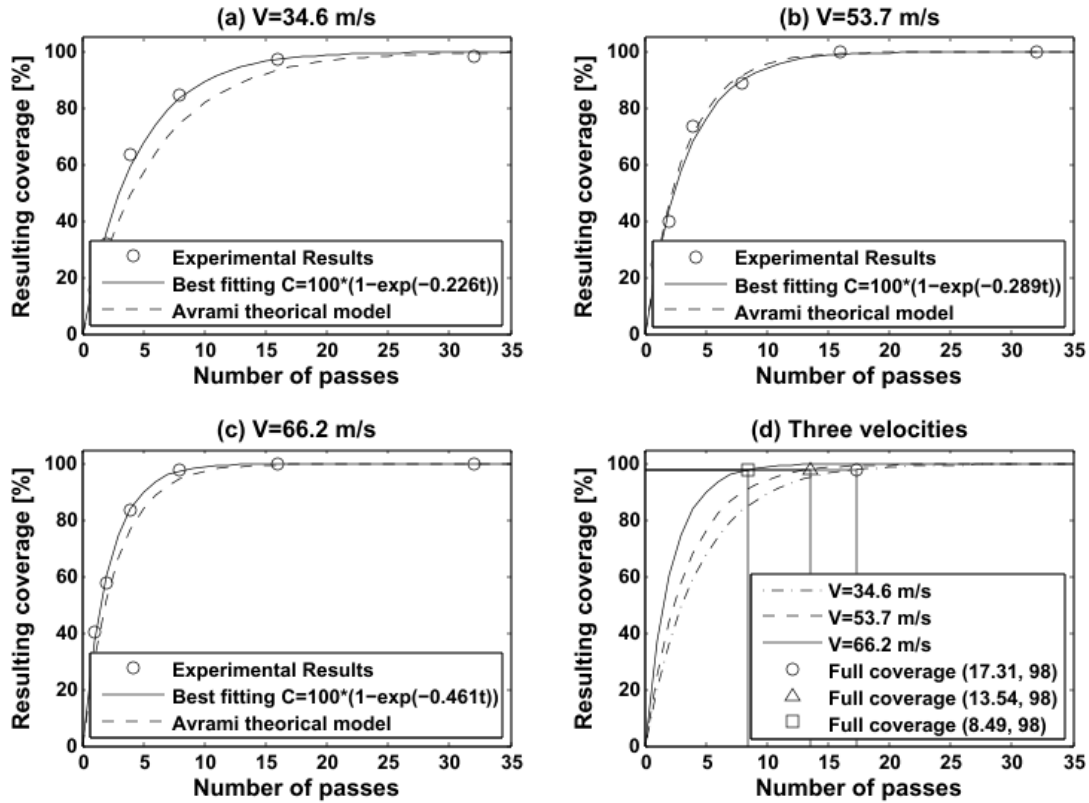 (a) V=34.6 m/s
Resulting coverage [%]
100
80
60
40
20
0
Experimental Results
Best fitting C=100*(1−exp(−0.226t))
Avrami theorical model
0 5 10 15 20 25 30 35
Number of passes
(b) V=53.7 m/s
Resulting coverage [%]
100
80
60
40
20
0
Experimental Results
Best fitting C=100*(1−exp(−0.289t))
Avrami theorical model
0 5 10 15 20 25 30 35
Number of passes
(c) V=66.2 m/s
Resulting coverage [%]
100
80
60
40
20
0
Experimental Results
Best fitting C=100*(1−exp(−0.461t))
Avrami theorical model
0 5 10 15 20 25 30 35
Number of passes
(d) Three velocities
Resulting coverage [%]
100
80
60
40
20
0
V=34.6 m/s
V=53.7 m/s
V=66.2 m/s
Full coverage (17.31, 98)
Full coverage (13.54, 98)
Full coverage (8.49, 98)
0 5 10 15 20 25 30 35
Number of passes